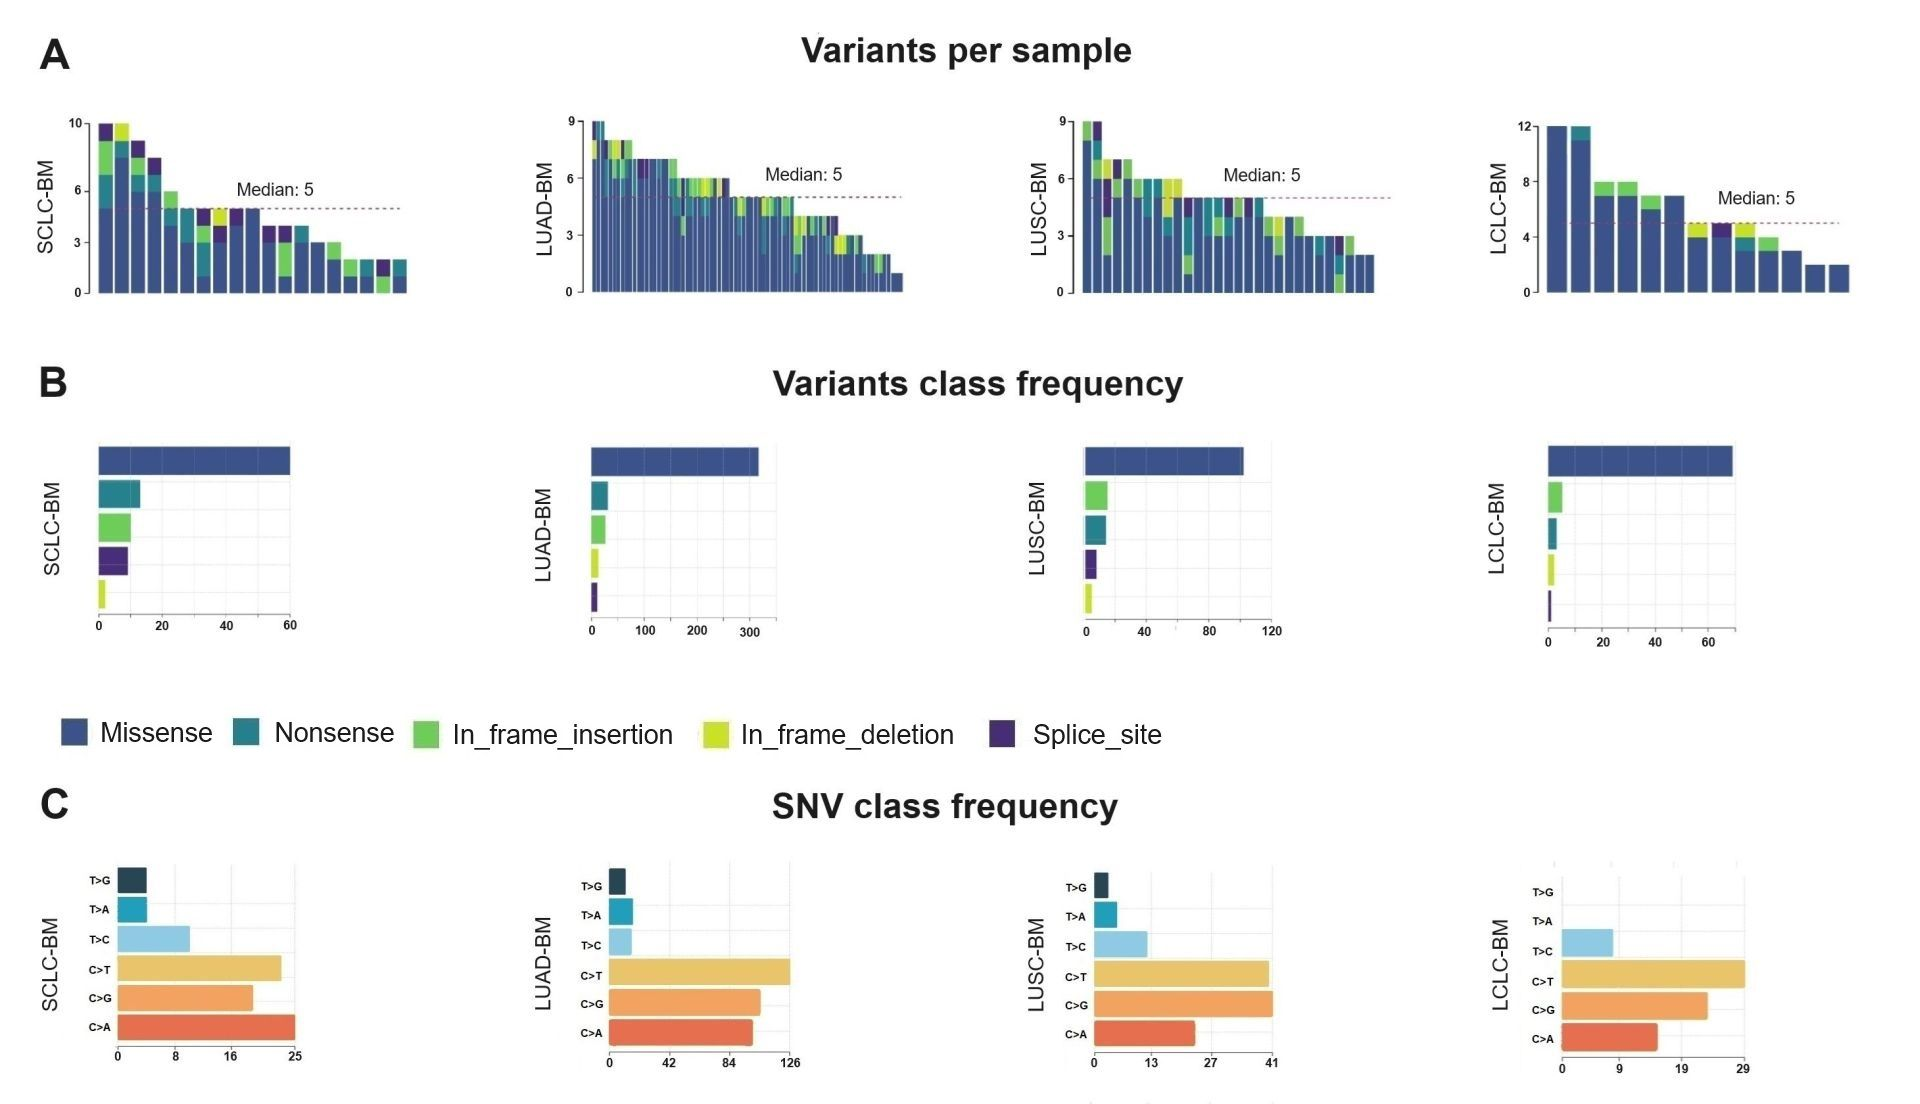 A
Variants per sample
SCLC-BM
10
6
3
0
Median: 5
LUAD-BM
9
6
3
0
Median: 5
LUSC-BM
9
6
3
0
Median: 5
LCLC-BM
12
8
4
0
Median: 5
B
Variants class frequency
SCLC-BM
0 20 40 60
LUAD-BM
0 100 200 300
LUSC-BM
0 40 80 120
LCLC-BM
0 20 40 60
Missense Nonsense In_frame_insertion In_frame_deletion Splice_site
C
SNV class frequency
SCLC-BM
T>G
T>A
T>C
C>T
C>G
C>A
0 8 16 25
LUAD-BM
T>G
T>A
T>C
C>T
C>G
C>A
0 42 84 126
LUSC-BM
T>G
T>A
T>C
C>T
C>G
C>A
0 13 27 41
LCLC-BM
T>G
T>A
T>C
C>T
C>G
C>A
0 9 19 29